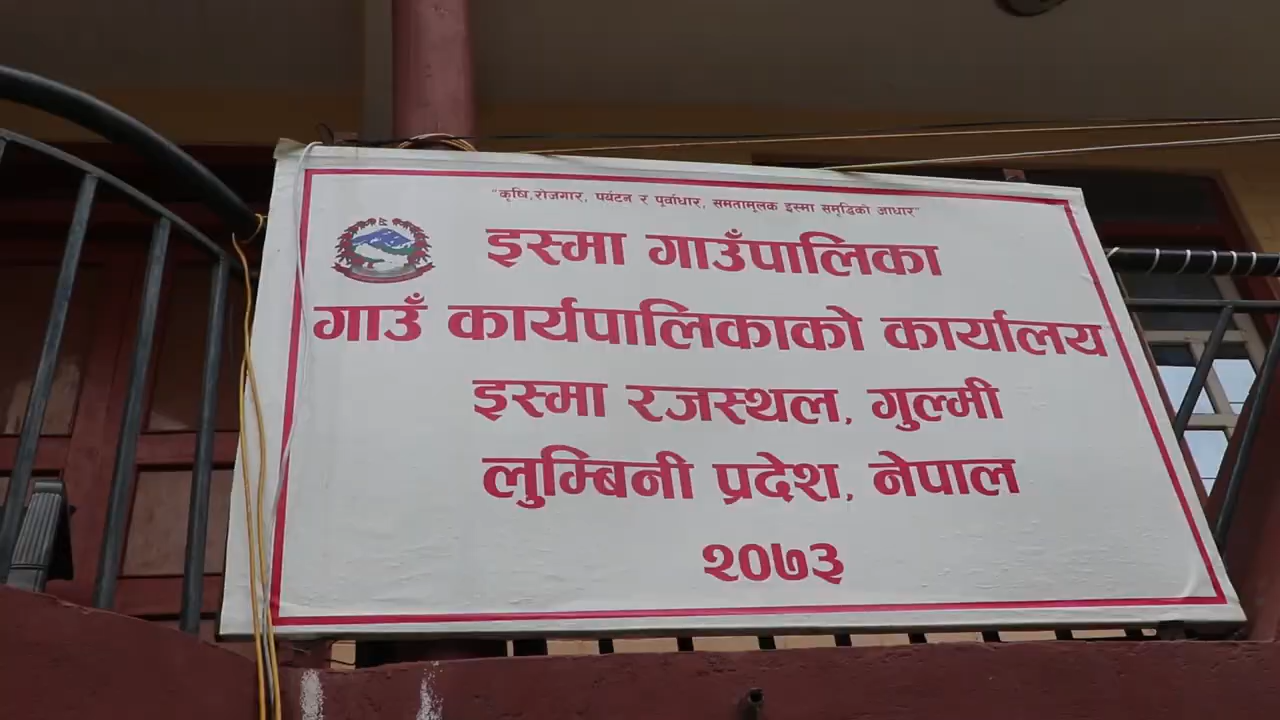 "कृषि, रोजगार, पर्यटन र पूर्वाधार, समतामूलक इस्मा समृद्धिको आधार"
इस्मा गाउँपालिका
गाउँ कार्यपालिकाको कार्यालय
इस्मा रजस्थल, गुल्मी
लुम्बिनी प्रदेश, नेपाल
२०७३